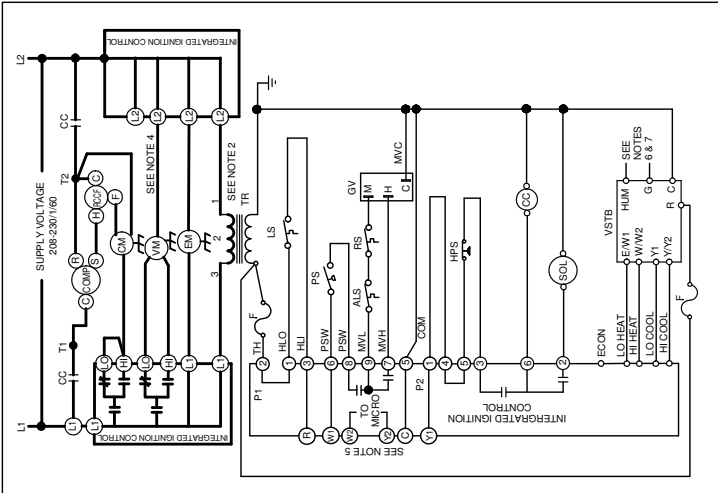 L1
L2
SUPPLY VOLTAGE
208-230/1/60
CC
T1
T2
CC
C
COMP
R
S
H
RCCF
C
F
L1
L1
LO
HI
LO
HI
L1
L1
CM
VM
EM
L2
L2
L2
L2
INTEGRATED IGNITION CONTROL
INTEGRATED IGNITION CONTROL
SEE NOTE 4
SEE NOTE 2
3
2
1
TR
F
TH
2
P1
HLO
1
HLI
3
LS
PSW
6
PSW
8
PS
MVL
9
MVH
7
ALS
RS
GV
M
H
C
MVC
5
COM
P2
1
4
5
3
HPS
6
CC
2
SOL
R
W1
W2
TO
MICRO
Y2
C
Y1
SEE NOTE 5
INTERGRATED IGNITION
CONTROL
ECON
LO HEAT
HI HEAT
LO COOL
HI COOL
E/W1
W/W2
Y1
Y/Y2
VSTB
HUM
G
C
R
SEE
NOTES
6 & 7
F